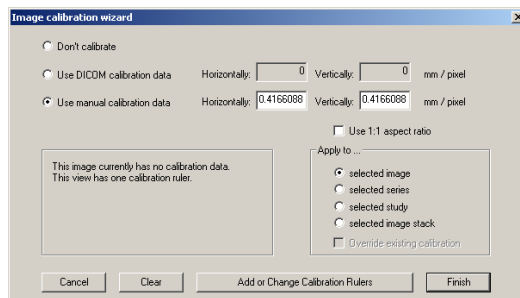 Image calibration wizard
Don't calibrate
Use DICOM calibration data Horizontally: 0 Vertically: 0 mm / pixel
Use manual calibration data Horizontally: 0.4166088 Vertically: 0.4166088 mm / pixel
Use 1:1 aspect ratio
This image currently has no calibration data.
This view has one calibration ruler.
Apply to ...
selected image
selected series
selected study
selected image stack
Override existing calibration
Cancel Clear Add or Change Calibration Rulers Finish